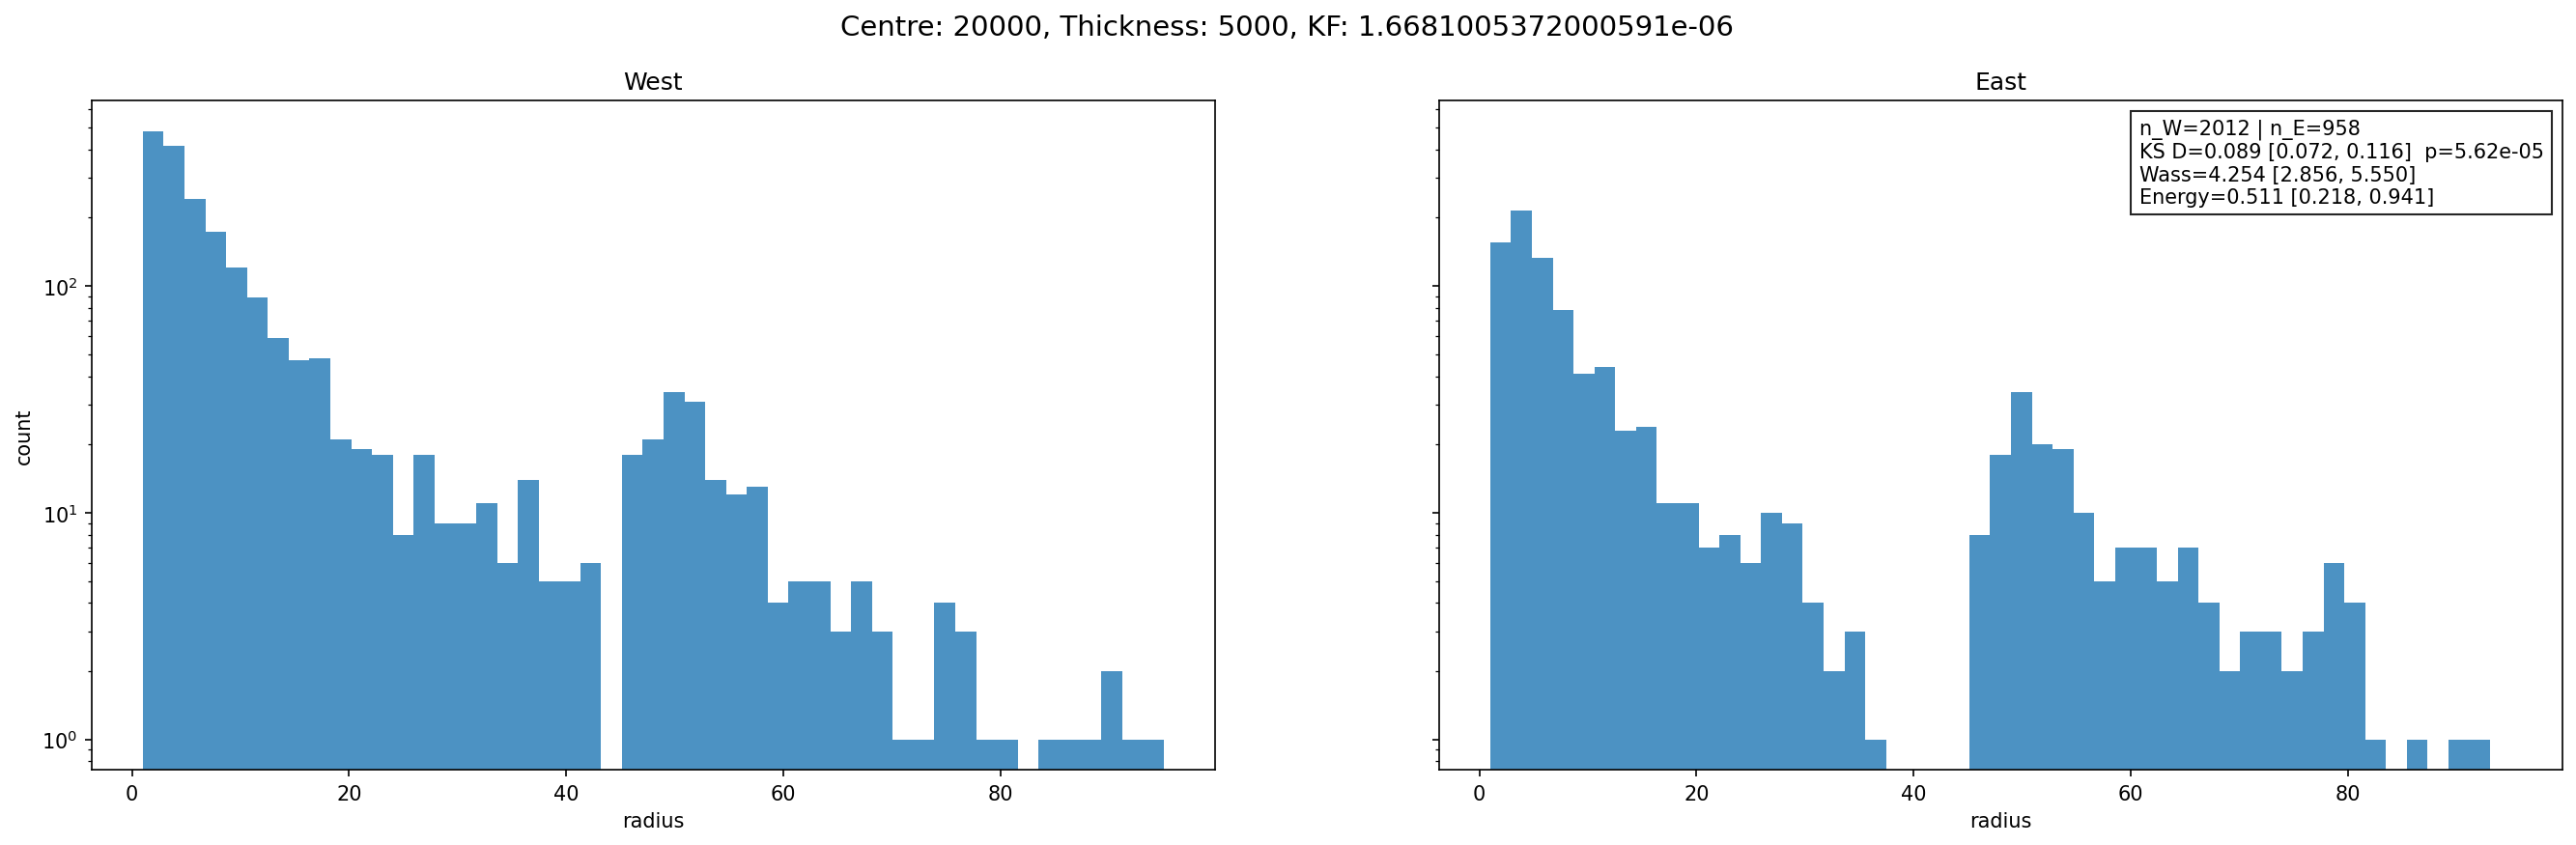 Centre: 20000, Thickness: 5000, KF: 1.6681005372000591e-06
West
count
10²
10¹
10⁰
0 20 40 60 80
radius
East
n_W=2012 | n_E=958
KS D=0.089 [0.072, 0.116]  p=5.62e-05
Wass=4.254 [2.856, 5.550]
Energy=0.511 [0.218, 0.941]
0 20 40 60 80
radius